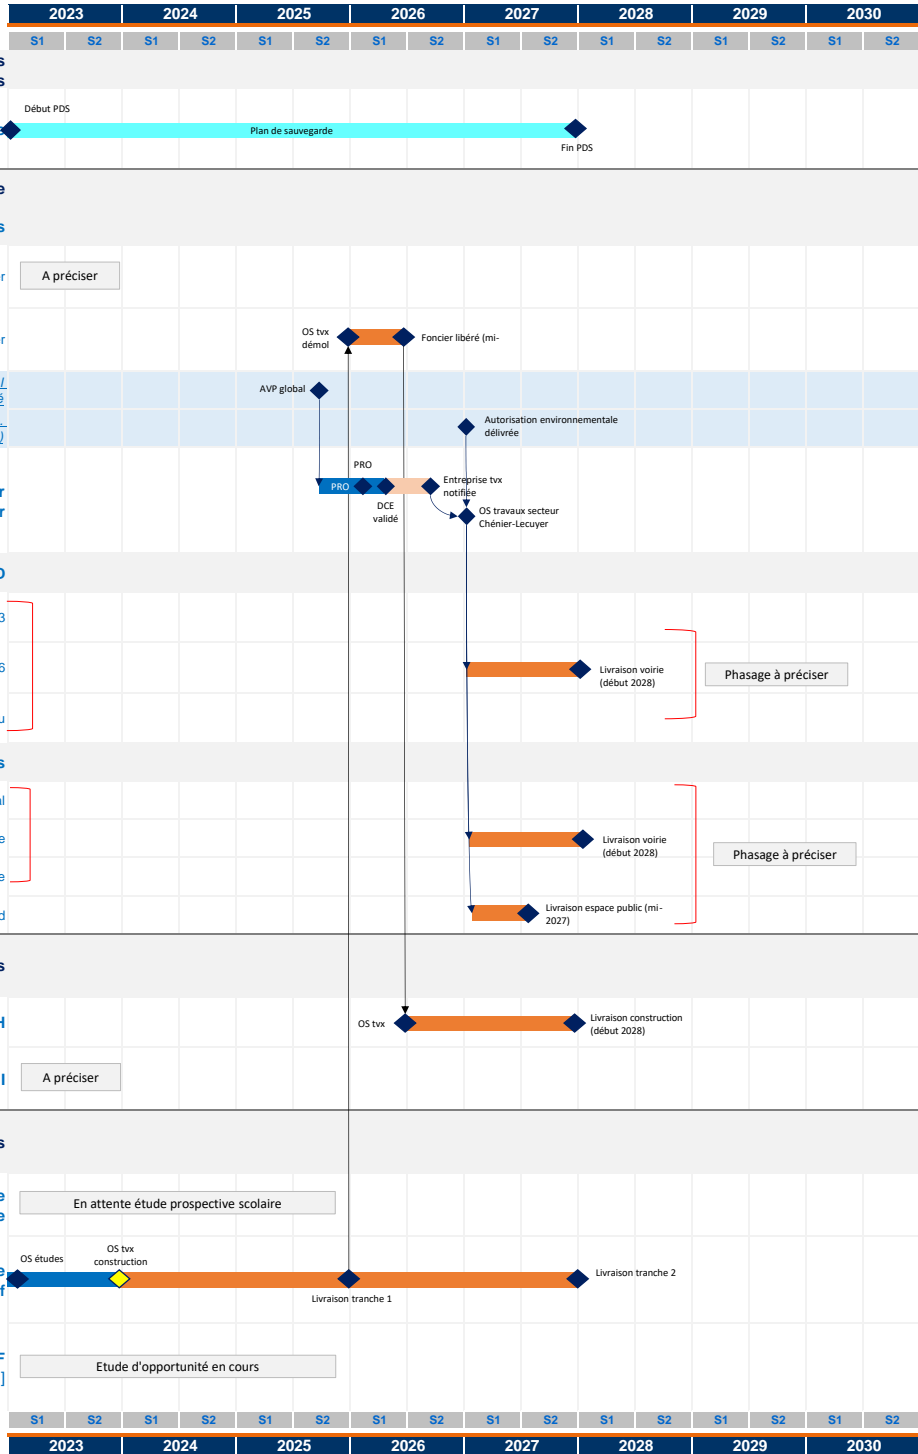 2023 2024 2025 2026 2027 2028 2029 2030
S1 S2 S1 S2 S1 S2 S1 S2 S1 S2 S1 S2 S1 S2 S1 S2
s
s
Début PDS
Plan de sauvegarde
Fin PDS
e
s
A préciser
r
OS tvx
démol
Foncier libéré (mi-
r
AVP global
l
é
Autorisation environnementale
délivrée
.
)
PRO
PRO
DCE
validé
Entreprise tvx
notifiée
r
r
OS travaux secteur
Chénier-Lecuyer
O
3
6
Livraison voirie
(début 2028)
Phasage à préciser
u
s
al
e
Livraison voirie
(début 2028)
Phasage à préciser
e
d
Livraison espace public (mi-
2027)
s
OS tvx
Livraison construction
(début 2028)
H
A préciser
l
s
En attente étude prospective scolaire
e
e
OS études
OS tvx
construction
Livraison tranche 1
Livraison tranche 2
e
f
Etude d'opportunité en cours
F
]
S1 S2 S1 S2 S1 S2 S1 S2 S1 S2 S1 S2 S1 S2 S1 S2
2023 2024 2025 2026 2027 2028 2029 2030